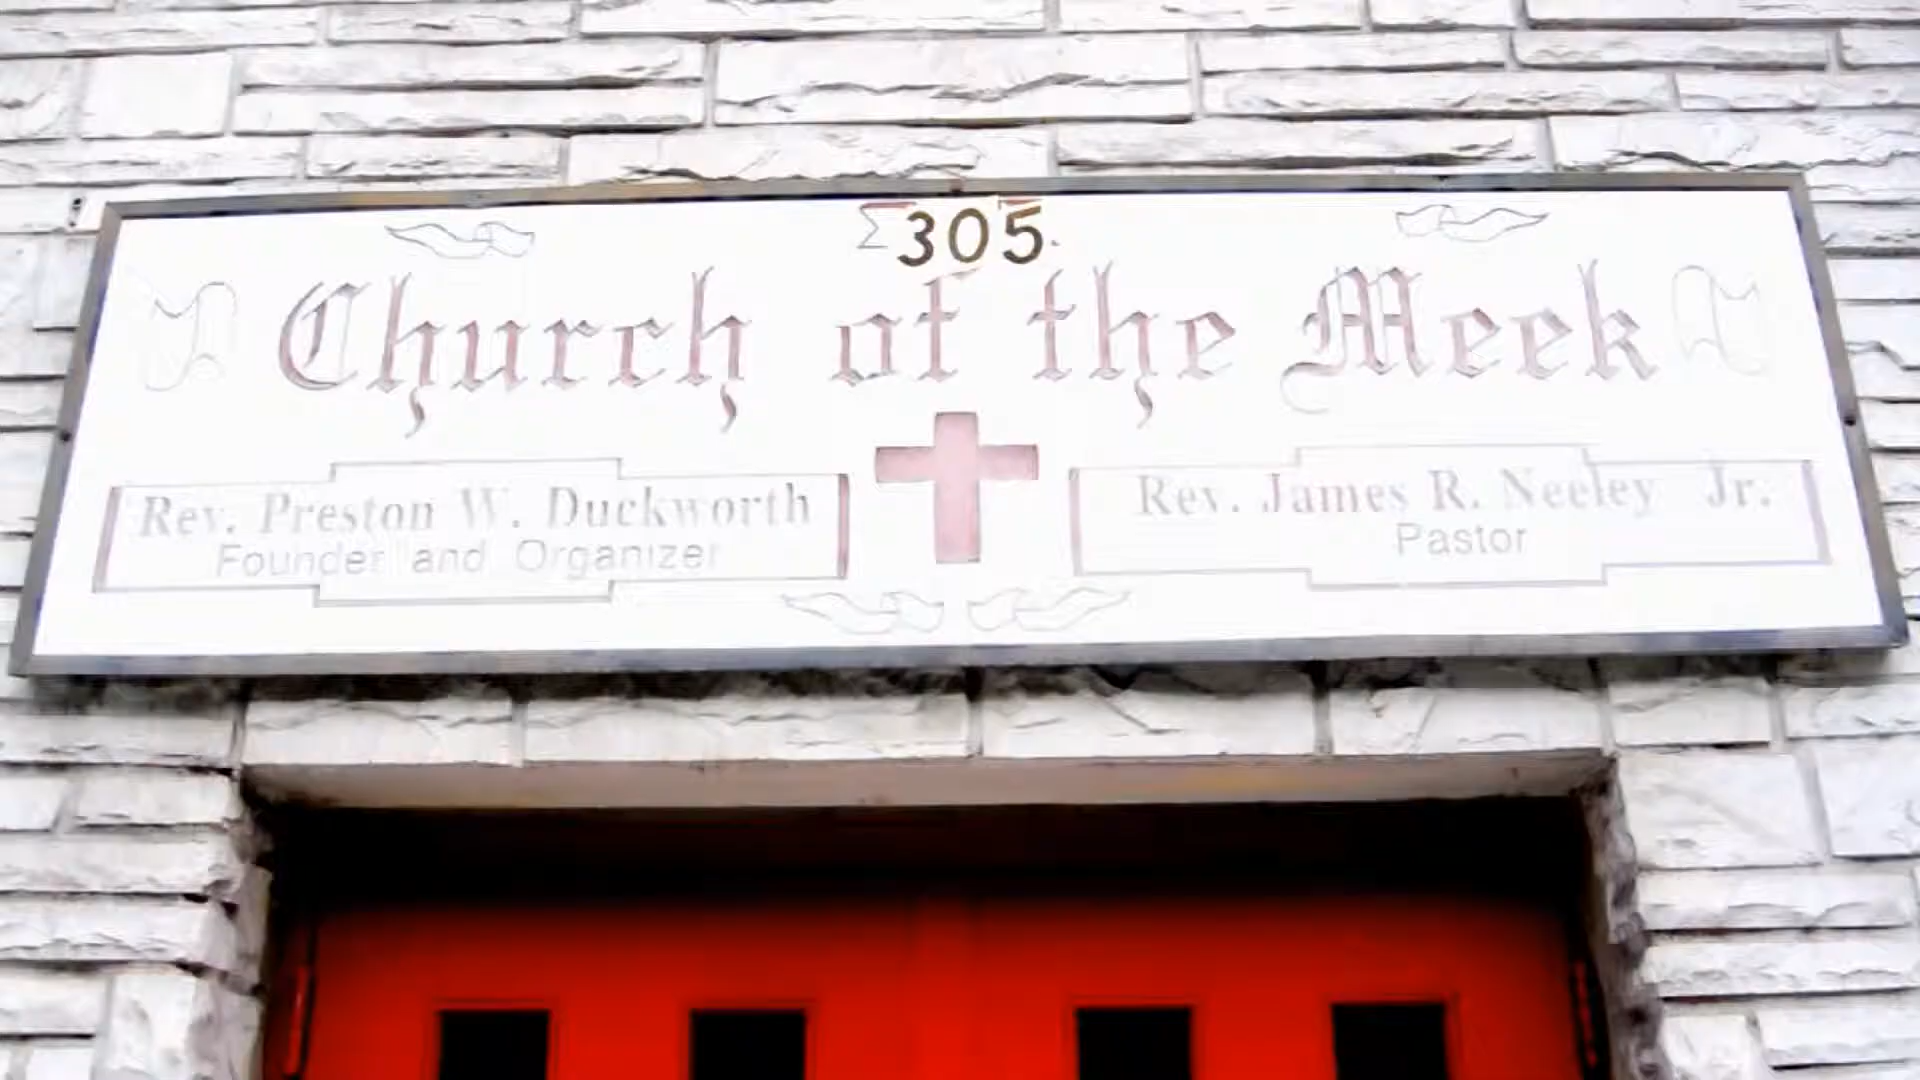 305
Church of the Meek
Rev. Preston W. Duckworth
Founder and Organizer
Rev. James R. Neeley Jr.
Pastor